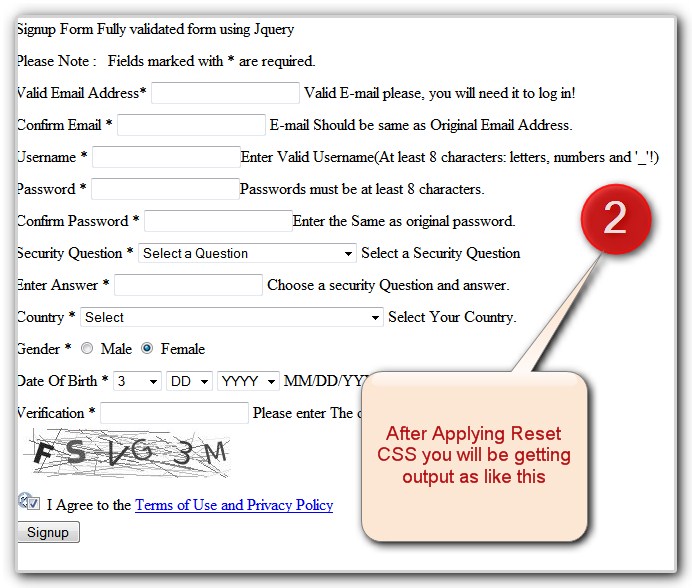 Signup Form Fully validated form using Jquery
Please Note : Fields marked with * are required.
Valid Email Address* Valid E-mail please, you will need it to log in!
Confirm Email * E-mail Should be same as Original Email Address.
Username * Enter Valid Username(At least 8 characters: letters, numbers and '_'!)
Password * Passwords must be at least 8 characters.
Confirm Password * Enter the Same as original password.
2
Security Question * Select a Question Select a Security Question
Enter Answer * Choose a security Question and answer.
Country * Select Select Your Country.
Gender * Male Female
Date Of Birth * 3 DD YYYY MM/DD/YY
Verification * Please enter The
F S V G 3 M
I Agree to the Terms of Use and Privacy Policy
Signup
After Applying Reset
CSS you will be getting
output as like this